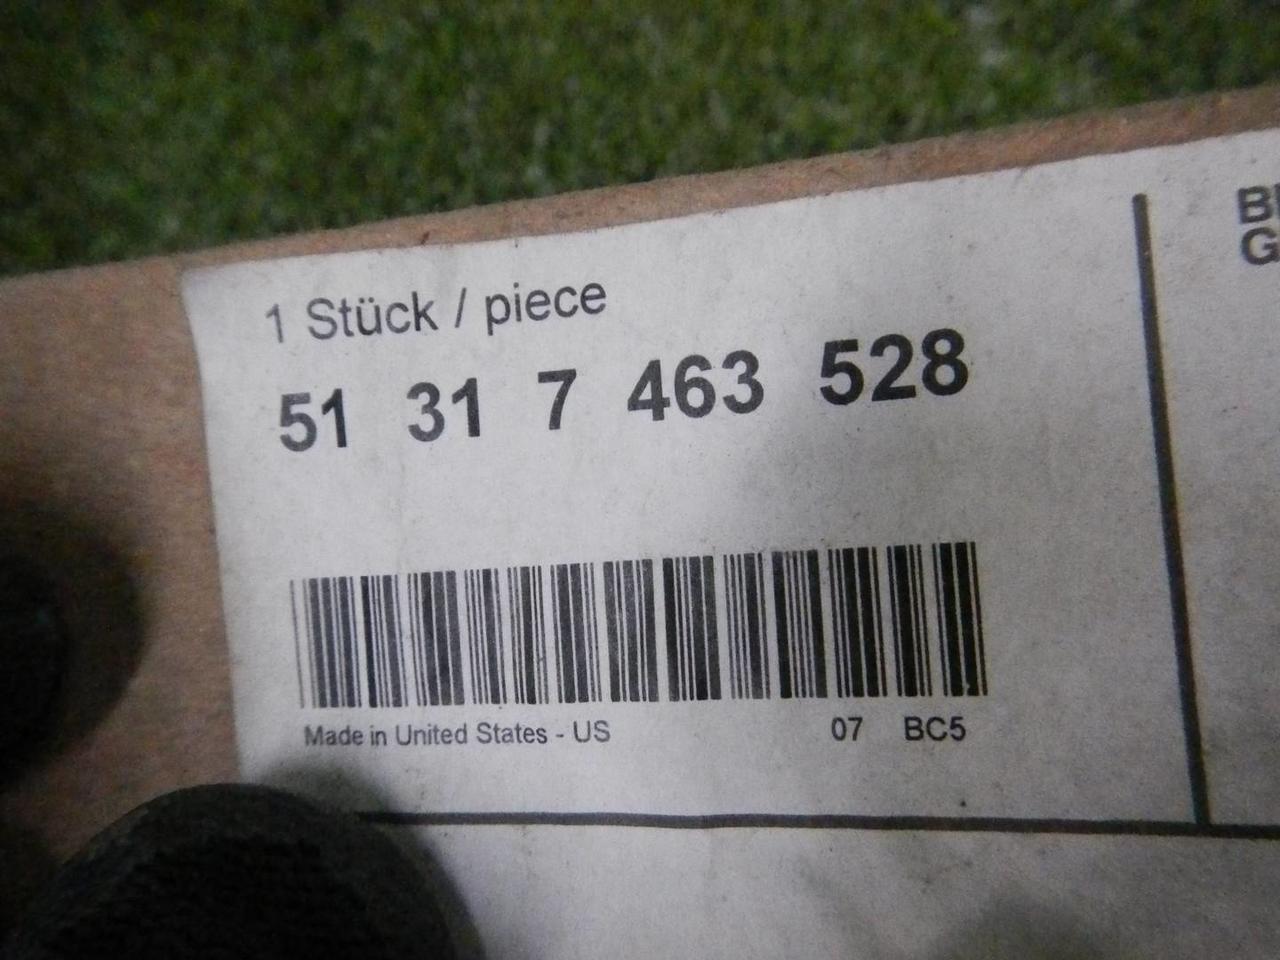 1 Stück / piece
51 31 7 463 528
Made in United States - US 07 BC5